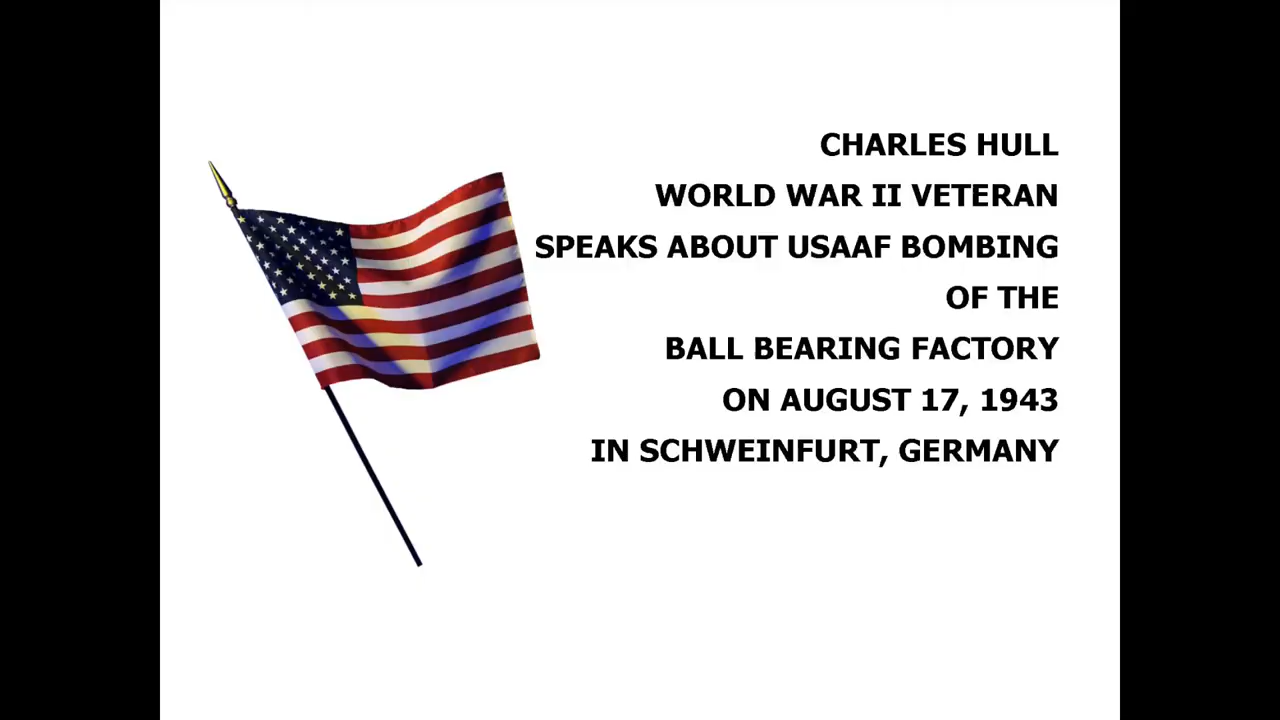 CHARLES HULL
WORLD WAR II VETERAN
SPEAKS ABOUT USAAF BOMBING
OF THE
BALL BEARING FACTORY
ON AUGUST 17, 1943
IN SCHWEINFURT, GERMANY